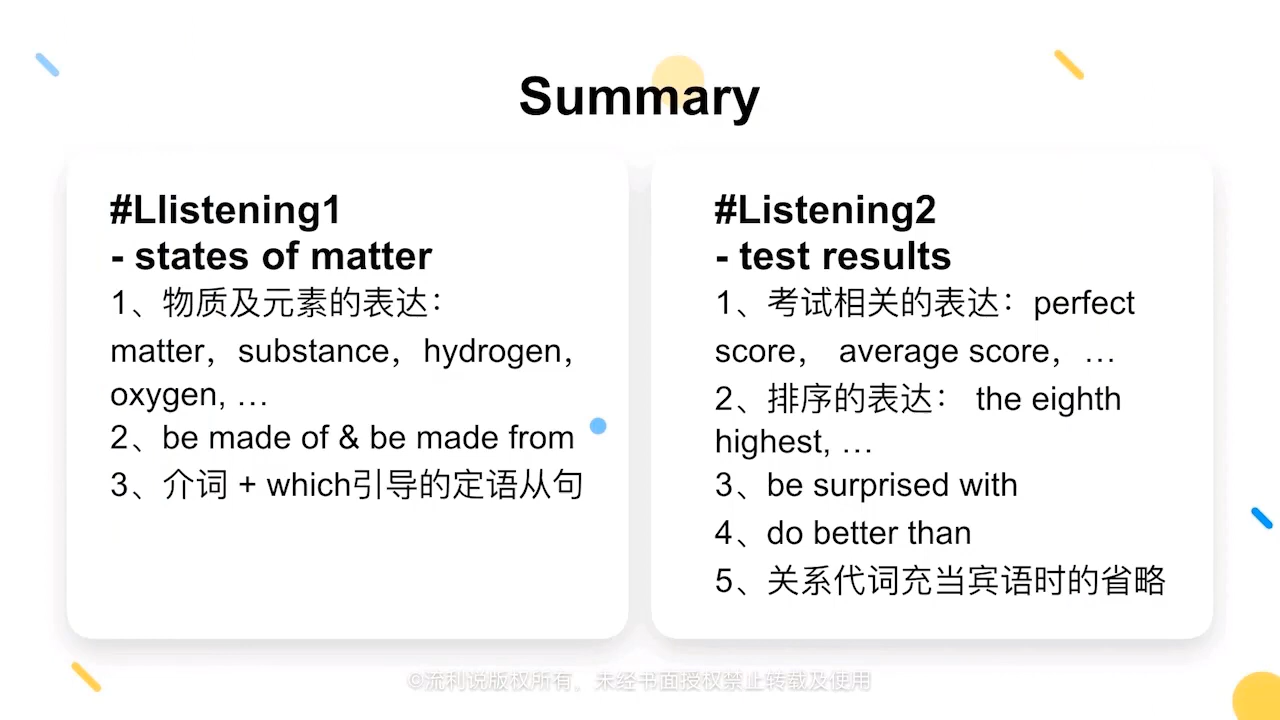 Summary
#Llistening1
- states of matter
1、物质及元素的表达：
matter，substance，hydrogen，
oxygen, …
2、be made of & be made from
3、介词 + which引导的定语从句
#Listening2
- test results
1、考试相关的表达：perfect
score， average score，…
2、排序的表达： the eighth
highest, …
3、be surprised with
4、do better than
5、关系代词充当宾语时的省略
©流利说版权所有，未经书面授权禁止转载及使用